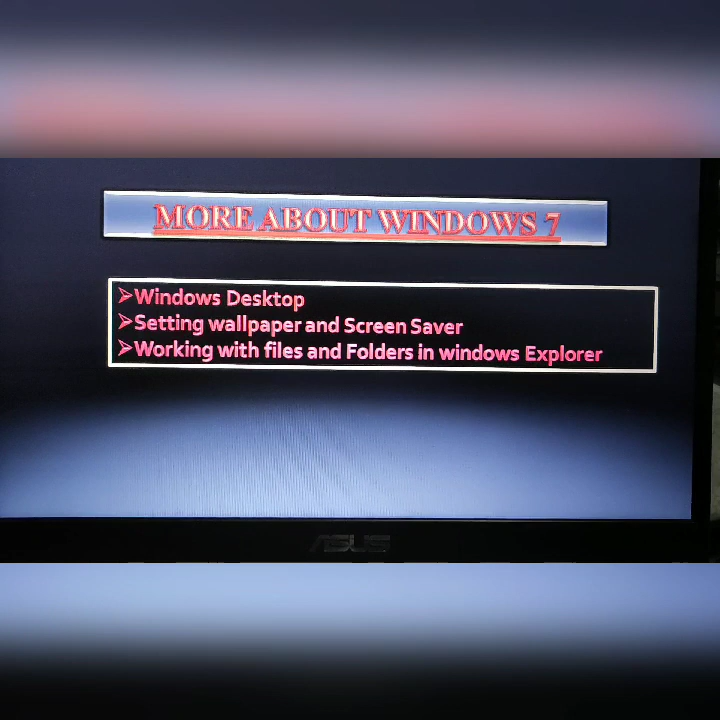 MORE ABOUT WINDOWS 7
➢Windows Desktop
➢Setting wallpaper and Screen Saver
➢Working with files and Folders in windows Explorer
ASUS